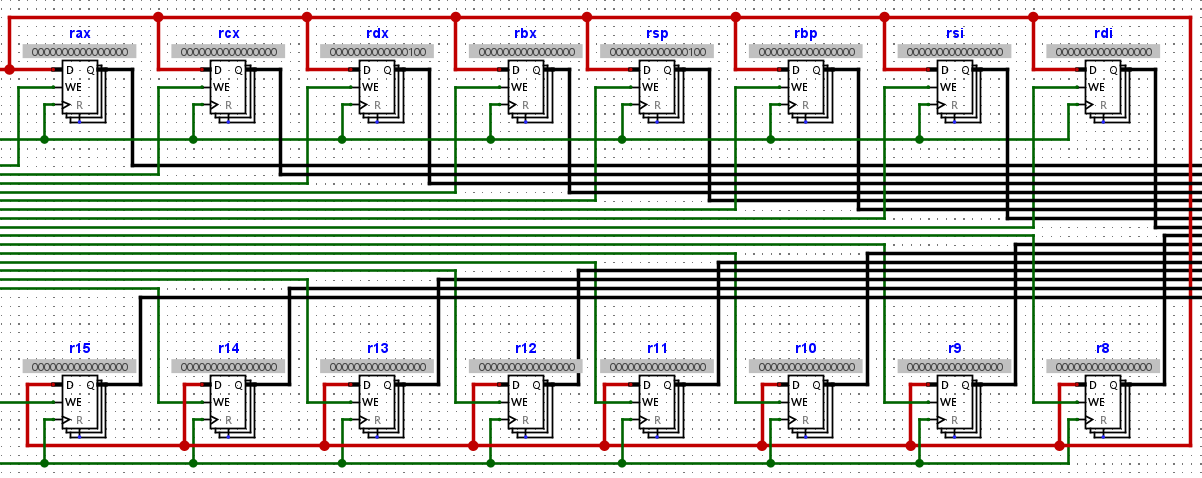 rax rcx rdx rbx rsp rbp rsi rdi
0000000000000000 0000000000000000 0000000000000100 0000000000000000 0000000000000100 0000000000000000 0000000000000000 0000000000000000
D Q D Q D Q D Q D Q D Q D Q D Q
WE WE WE WE WE WE WE WE
R R R R R R R R
r15 r14 r13 r12 r11 r10 r9 r8
0000000000000000 0000000000000000 0000000000000000 0000000000000000 0000000000000000 0000000000000000 0000000000000000 0000000000000000
D Q D Q D Q D Q D Q D Q D Q D Q
WE WE WE WE WE WE WE WE
R R R R R R R R